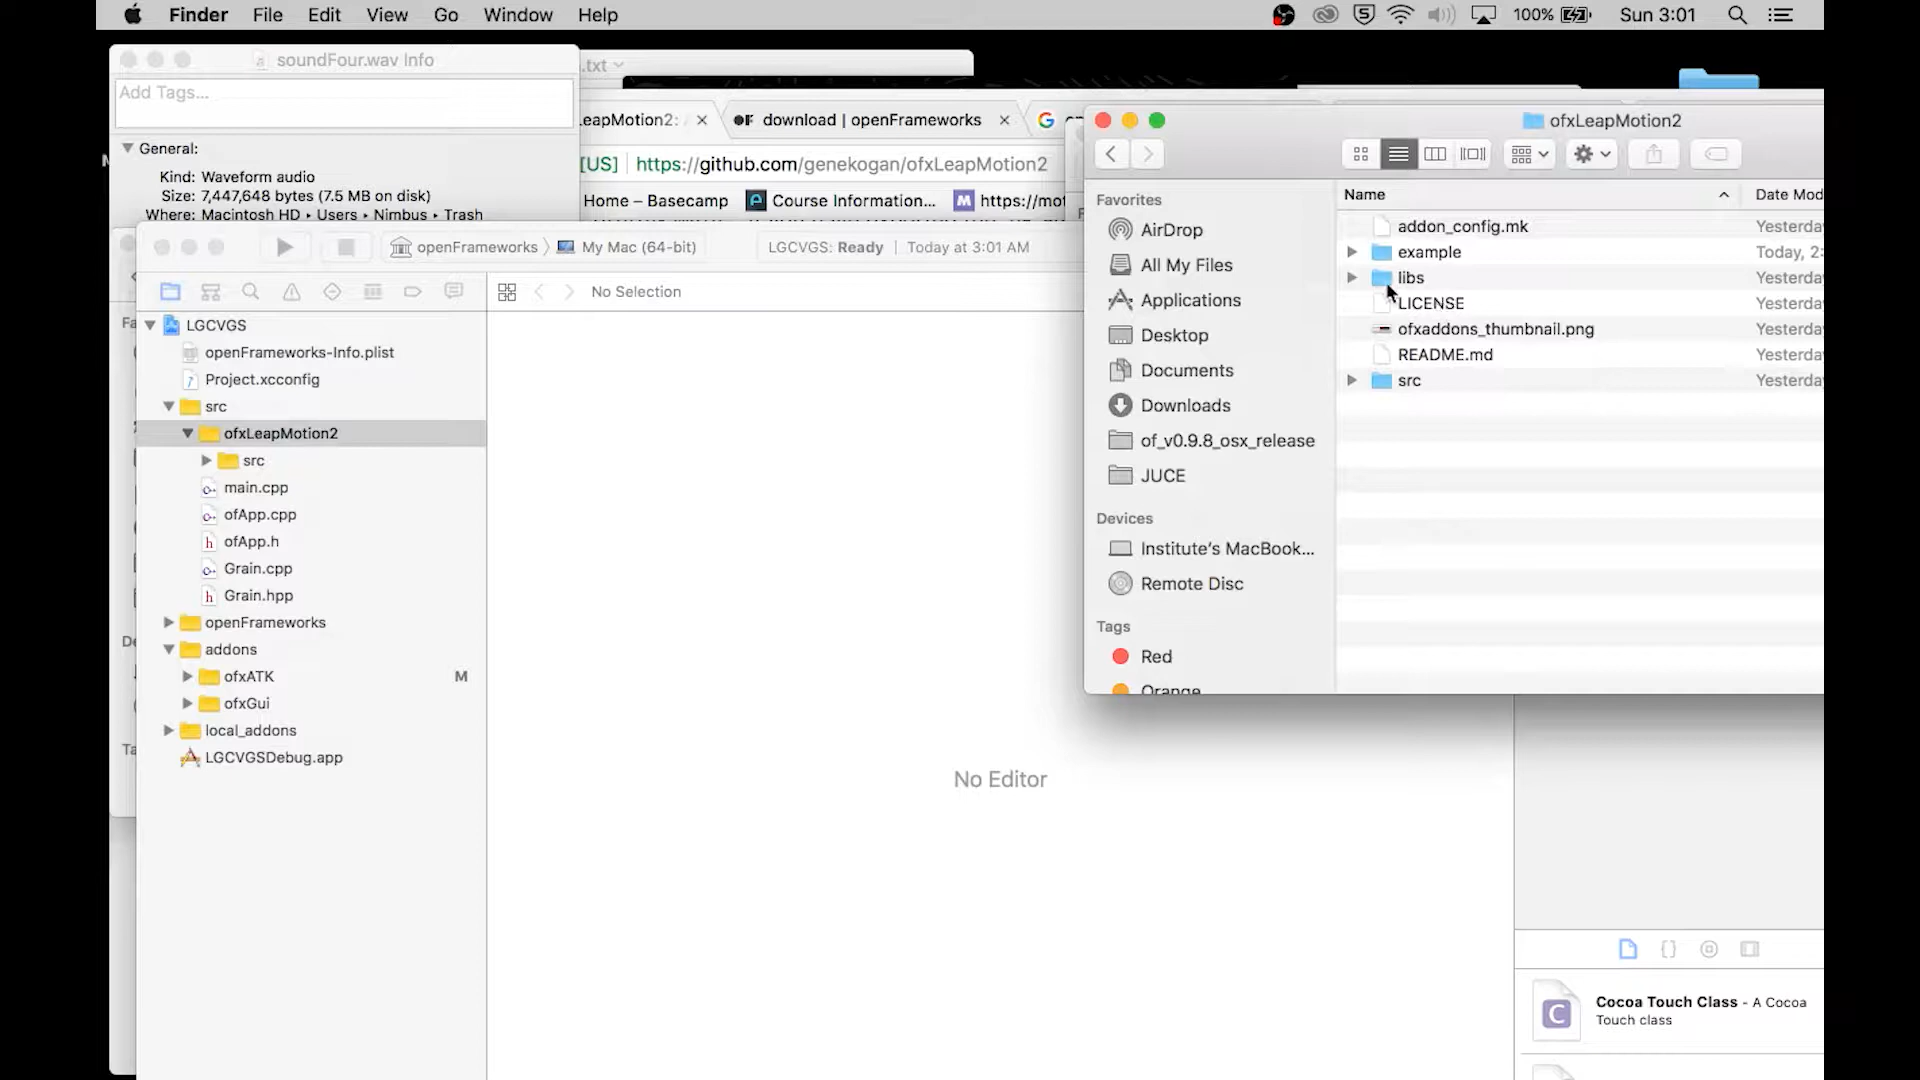 Finder File Edit View Go Window Help
100% Sun 3:01
soundFour.wav Info
.txt
Add Tags...
General:
Kind: Waveform audio
Size: 7,447,648 bytes (7.5 MB on disk)
Where: Macintosh HD ▸ Users ▸ Nimbus ▸ Trash
eapMotion2:
download | openFrameworks
[US] https://github.com/genekogan/ofxLeapMotion2
Home – Basecamp Course Information... https://mot
openFrameworks My Mac (64-bit)
LGCVGS: Ready | Today at 3:01 AM
No Selection
LGCVGS
openFrameworks-Info.plist
Project.xcconfig
src
ofxLeapMotion2
src
main.cpp
ofApp.cpp
ofApp.h
Grain.cpp
Grain.hpp
openFrameworks
addons
ofxATK M
ofxGui
local_addons
LGCVGSDebug.app
Fa
De
Ta
No Editor
ofxLeapMotion2
Favorites
AirDrop
All My Files
Applications
Desktop
Documents
Downloads
of_v0.9.8_osx_release
JUCE
Devices
Institute's MacBook...
Remote Disc
Tags
Red
Orange
Name Date Mod
addon_config.mk Yesterda
example Today, 2:
libs Yesterda
LICENSE Yesterda
ofxaddons_thumbnail.png Yesterda
README.md Yesterda
src Yesterda
Cocoa Touch Class - A Cocoa
Touch class